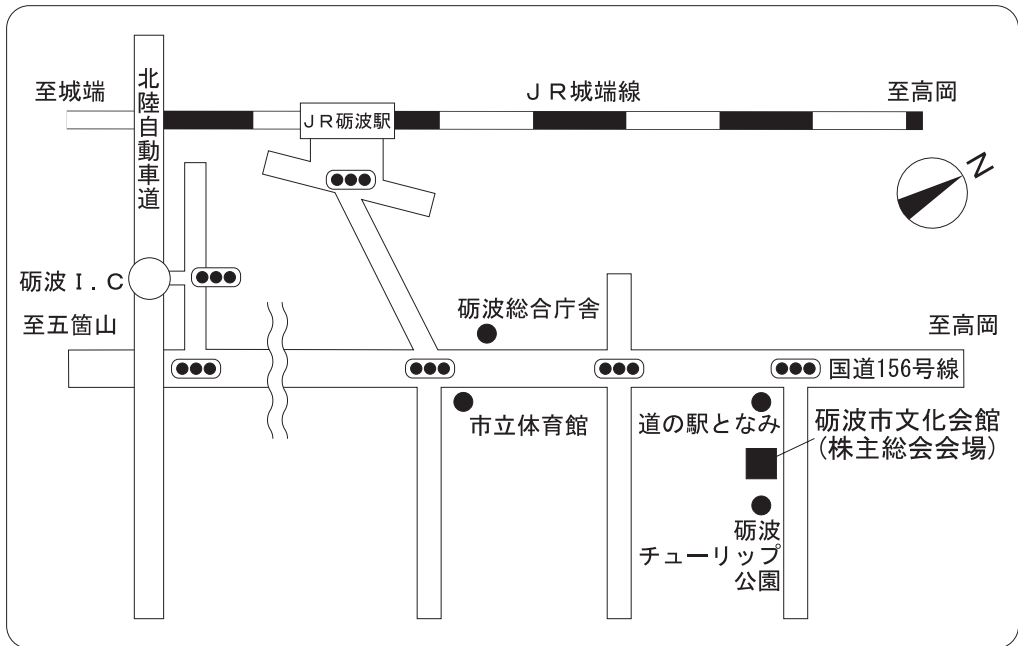 至城端
北陸自動車道
JR城端線
至高岡
JR砺波駅
N
砺波I.C
砺波総合庁舎
至五箇山
至高岡
国道156号線
市立体育館
道の駅となみ
砺波市文化会館
(株主総会会場)
砺波
チューリップ
公園